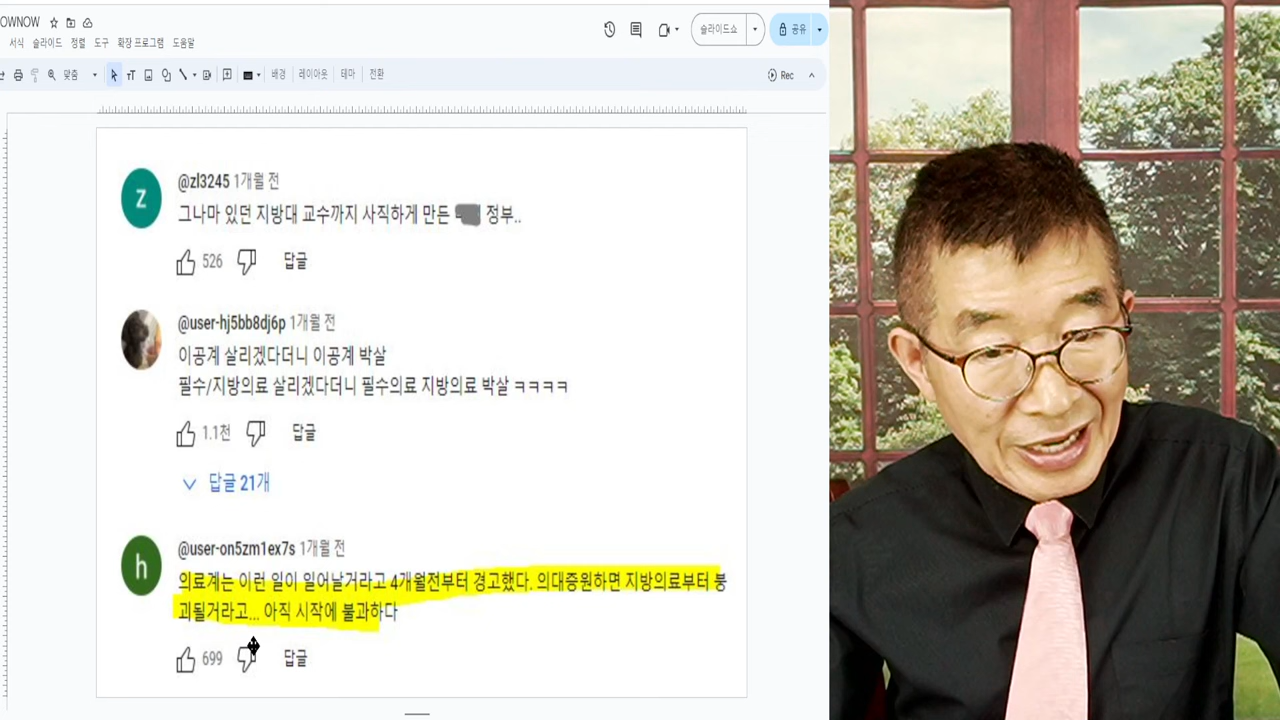 OWNOW
슬라이드쇼
공유
서식 슬라이드 정렬 도구 확장 프로그램 도움말
맞춤
배경 레이아웃 테마 전환
Rec
z
@zl3245 1개월 전
그나마 있던 지방대 교수까지 사직하게 만든 정부..
526 답글
@user-hj5bb8dj6p 1개월 전
이공계 살리겠다더니 이공계 박살
필수/지방의료 살리겠다더니 필수의료 지방의료 박살 ㅋㅋㅋㅋ
1.1천 답글
답글 21개
h
@user-on5zm1ex7s 1개월 전
의료계는 이런 일이 일어날거라고 4개월전부터 경고했다. 의대증원하면 지방의료부터 붕
괴될거라고... 아직 시작에 불과하다
699 답글